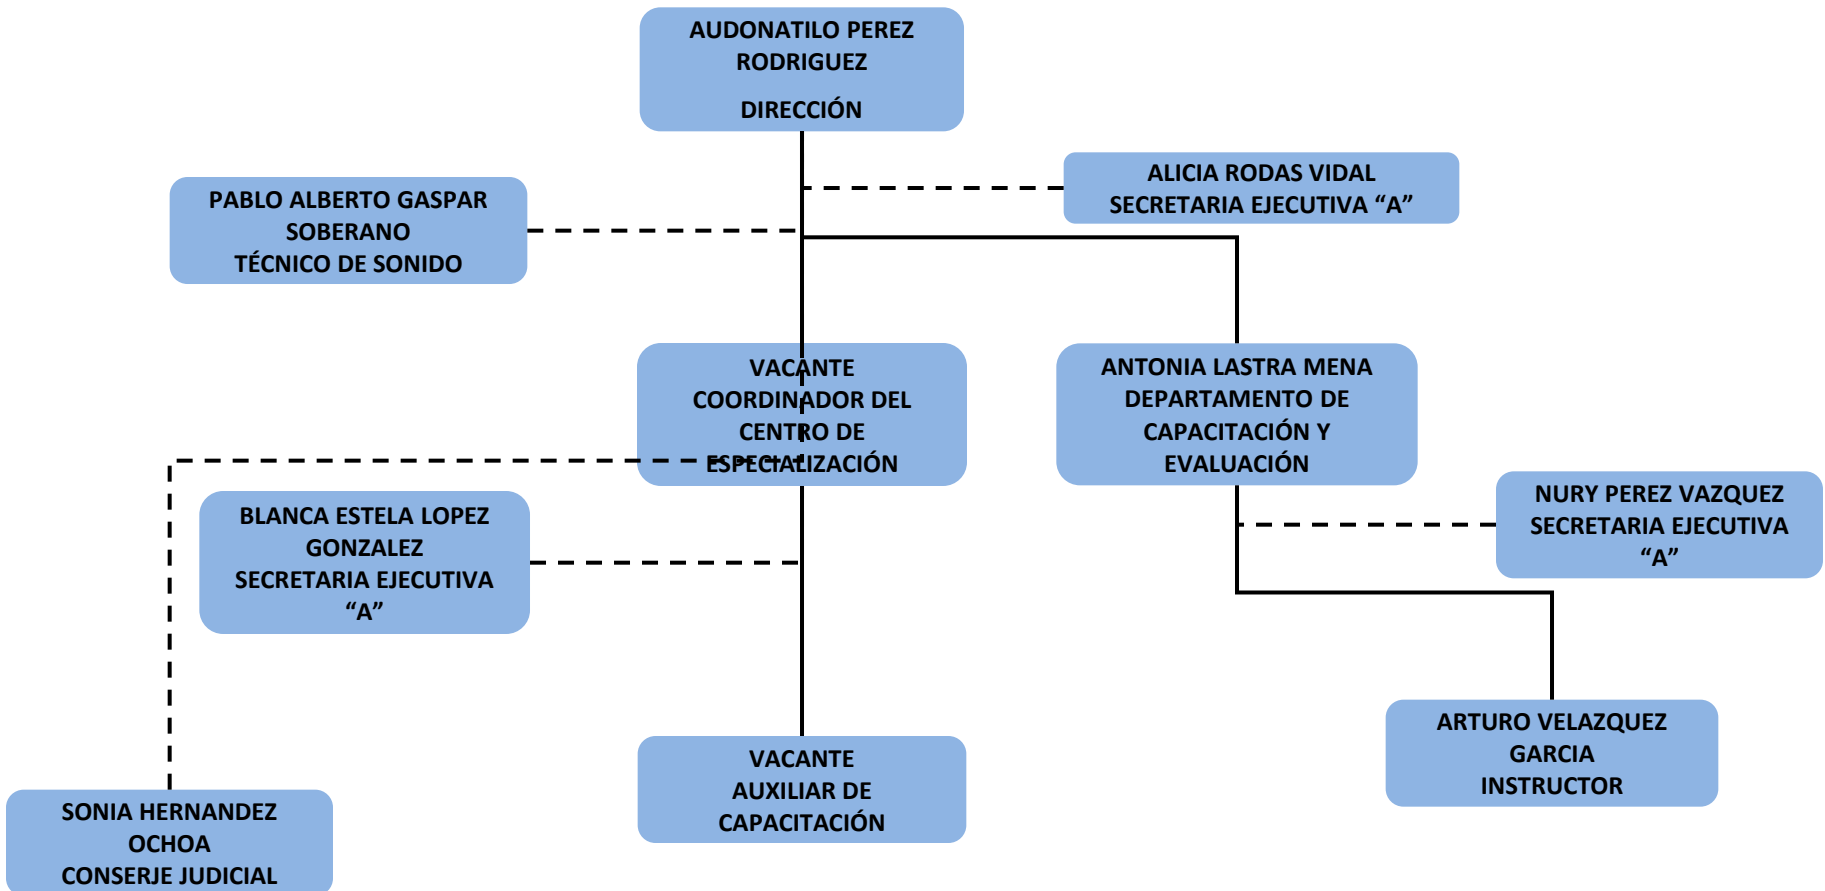 AUDONATILO PEREZ
RODRIGUEZ
DIRECCIÓN
ALICIA RODAS VIDAL
SECRETARIA EJECUTIVA “A”
PABLO ALBERTO GASPAR
SOBERANO
TÉCNICO DE SONIDO
VACANTE
COORDINADOR DEL
CENTRO DE
ESPECIALIZACIÓN
ANTONIA LASTRA MENA
DEPARTAMENTO DE
CAPACITACIÓN Y
EVALUACIÓN
BLANCA ESTELA LOPEZ
GONZALEZ
SECRETARIA EJECUTIVA
“A”
NURY PEREZ VAZQUEZ
SECRETARIA EJECUTIVA
“A”
VACANTE
AUXILIAR DE
CAPACITACIÓN
ARTURO VELAZQUEZ
GARCIA
INSTRUCTOR
SONIA HERNANDEZ
OCHOA
CONSERJE JUDICIAL